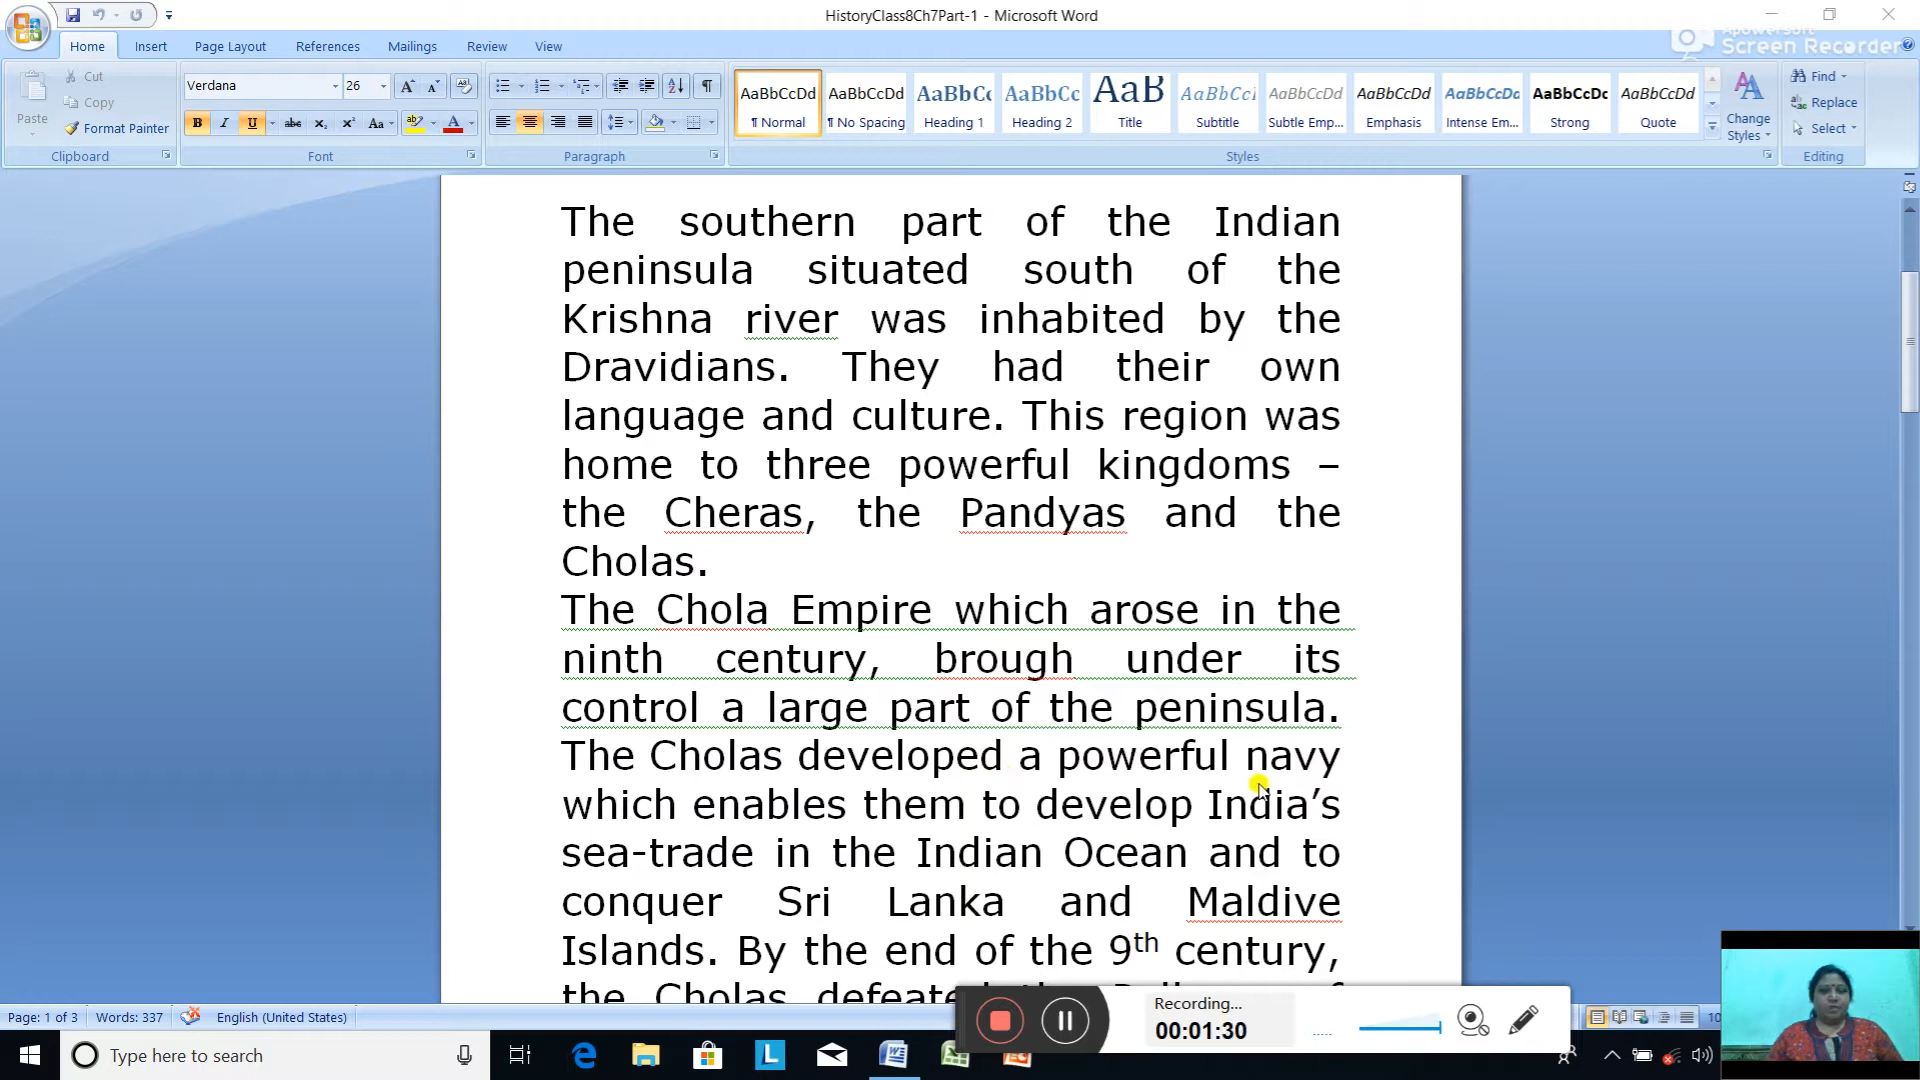 HistoryClass8Ch7Part-1 - Microsoft Word
Apowersoft
Screen Recorder
Home Insert Page Layout References Mailings Review View
Paste
Cut
Copy
Format Painter
Clipboard
Verdana 26
B I U abc x₂ x² Aa
Font
Paragraph
AaBbCcDd AaBbCcDd AaBbCc AaBbCc AaB AaBbCcl AaBbCcDd AaBbCcDd AaBbCcDd AaBbCcDc AaBbCcDd
¶ Normal ¶ No Spacing Heading 1 Heading 2 Title Subtitle Subtle Emp... Emphasis Intense Em... Strong Quote
Change
Styles
Styles
Find
Replace
Select
Editing
The southern part of the Indian
peninsula situated south of the
Krishna river was inhabited by the
Dravidians. They had their own
language and culture. This region was
home to three powerful kingdoms –
the Cheras, the Pandyas and the
Cholas.
The Chola Empire which arose in the
ninth century, brough under its
control a large part of the peninsula.
The Cholas developed a powerful navy
which enables them to develop India’s
sea-trade in the Indian Ocean and to
conquer Sri Lanka and Maldive
Islands. By the end of the 9th century,
the Cholas
Recording...
00:01:30
Page: 1 of 3 Words: 337 English (United States)
Type here to search